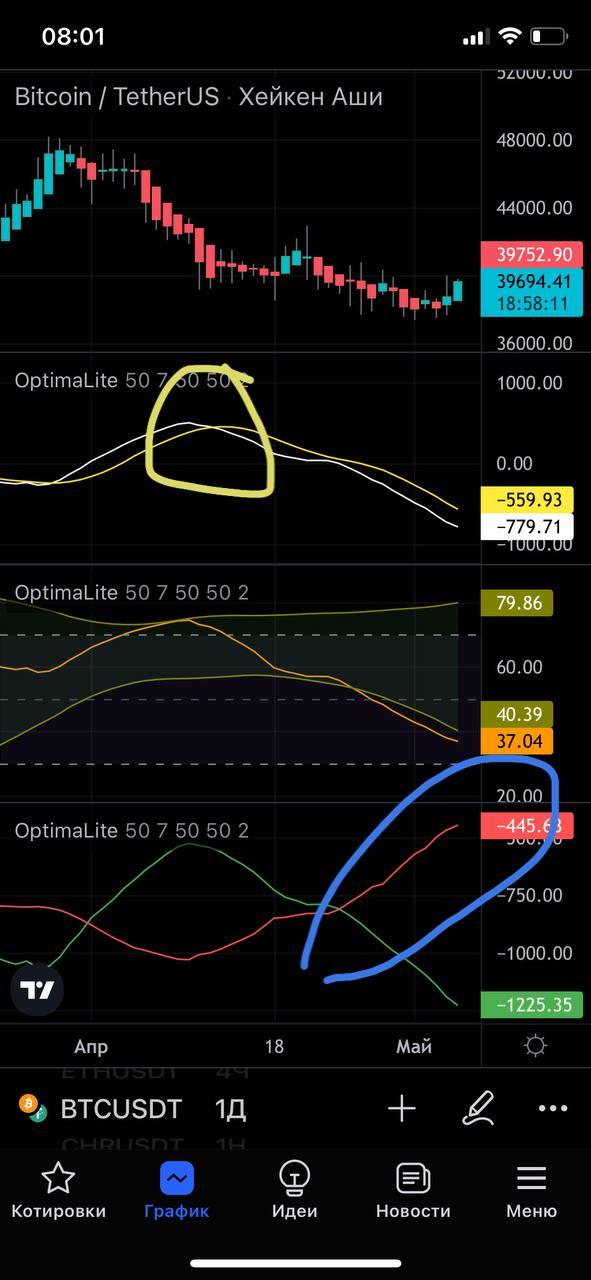 08:01
52000.00
Bitcoin / TetherUS · Хейкен Аши
48000.00
44000.00
39752.90
39694.41
18:58:11
36000.00
OptimaLite 50 7 50 50 2
1000.00
0.00
−559.93
−779.71
−1000.00
OptimaLite 50 7 50 50 2
79.86
60.00
40.39
37.04
20.00
OptimaLite 50 7 50 50 2
−445.63
−500.00
−750.00
−1000.00
−1225.35
Апр 18 Май
ETHUSDT 4Ч
BTCUSDT 1Д
CHRUSDT 1Н
Котировки График Идеи Новости Меню